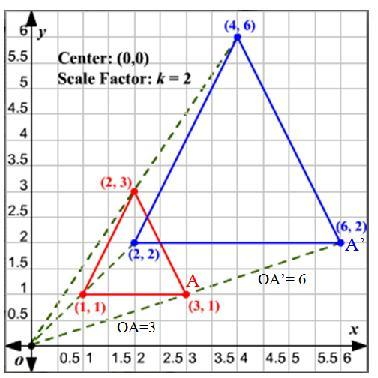 (4, 6)
6 y
Center: (0,0)
5.5
Scale Factor: k = 2
5
4.5
4
3.5
(2, 3)
3
2.5
(6, 2)
2
(2, 2)
A'
1.5
A
OA'= 6
1
(1, 1)
(3, 1)
0.5
OA=3
x
o
0.5 1 1.5 2 2.5 3 3.5 4 4.5 5 5.5 6